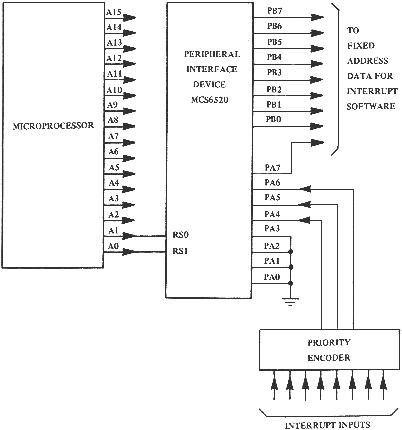 MICROPROCESSOR
A15
A14
A13
A12
A11
A10
A9
A8
A7
A6
A5
A4
A3
A2
A1
A0
PERIPHERAL
INTERFACE
DEVICE
MCS6520
RS0
RS1
PB7
PB6
PB5
PB4
PB3
PB2
PB1
PB0
PA7
PA6
PA5
PA4
PA3
PA2
PA1
PA0
TO
FIXED
ADDRESS
DATA FOR
INTERRUPT
SOFTWARE
PRIORITY
ENCODER
INTERRUPT INPUTS